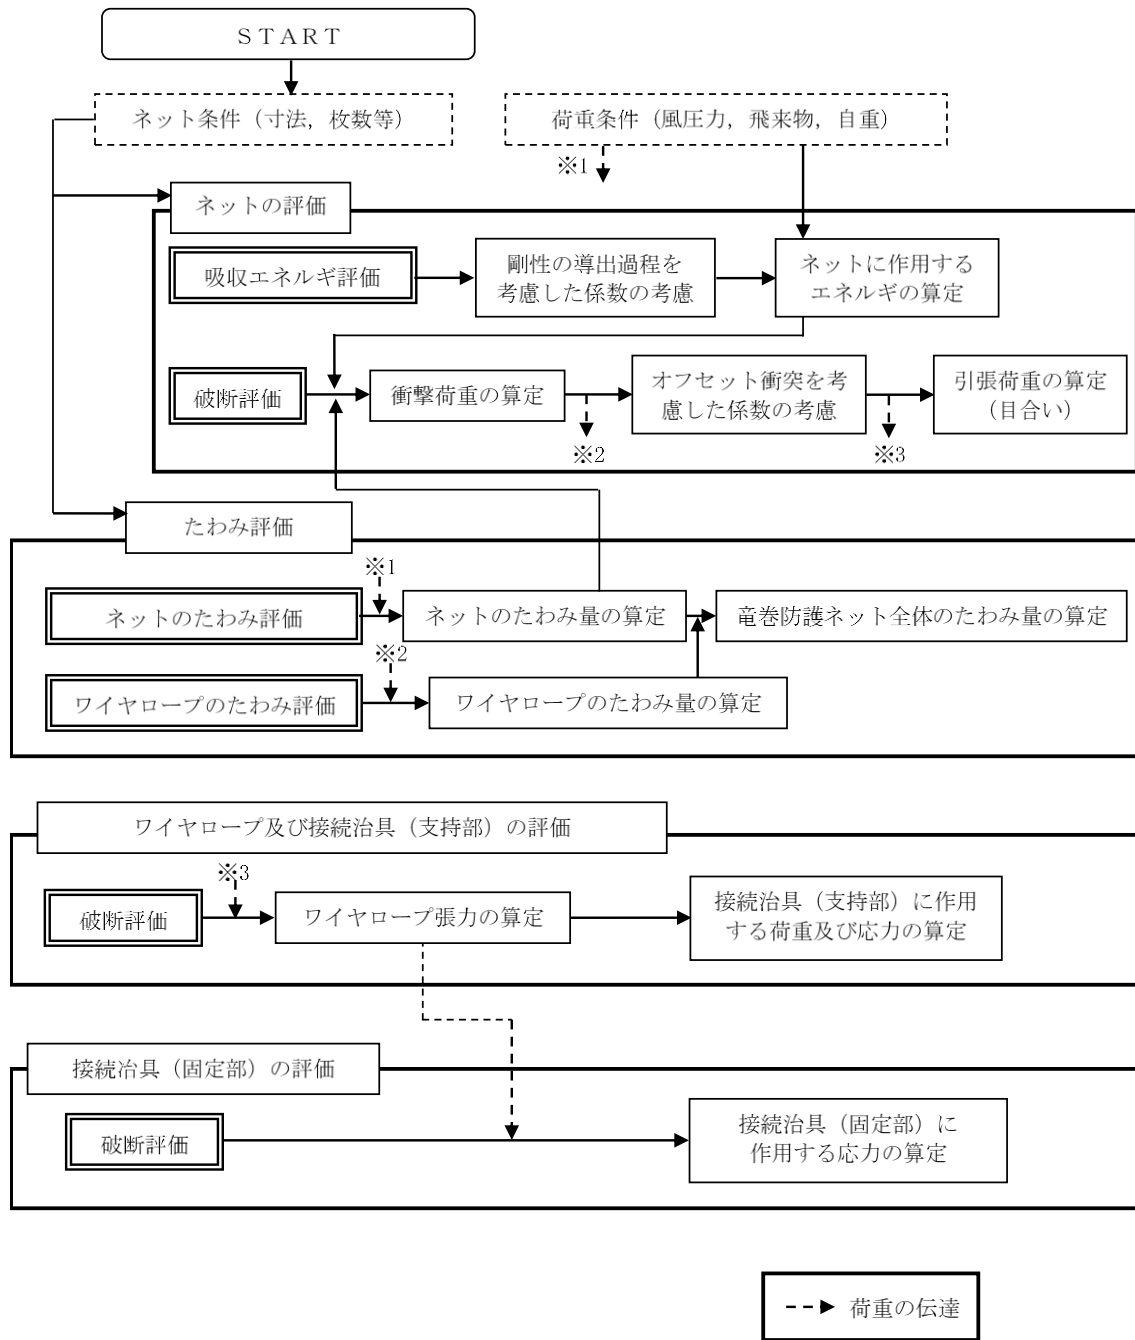 ＳＴＡＲＴ
ネット条件（寸法，枚数等）
荷重条件（風圧力，飛来物，自重）
※1
ネットの評価
吸収エネルギ評価
剛性の導出過程を
考慮した係数の考慮
ネットに作用する
エネルギの算定
破断評価
衝撃荷重の算定
オフセット衝突を考
慮した係数の考慮
引張荷重の算定
（目合い）
※2
※3
たわみ評価
※1
ネットのたわみ評価
ネットのたわみ量の算定
竜巻防護ネット全体のたわみ量の算定
※2
ワイヤロープのたわみ評価
ワイヤロープのたわみ量の算定
ワイヤロープ及び接続治具（支持部）の評価
※3
破断評価
ワイヤロープ張力の算定
接続治具（支持部）に作用
する荷重及び応力の算定
接続冶具（固定部）の評価
破断評価
接続治具（固定部）に
作用する応力の算定
荷重の伝達